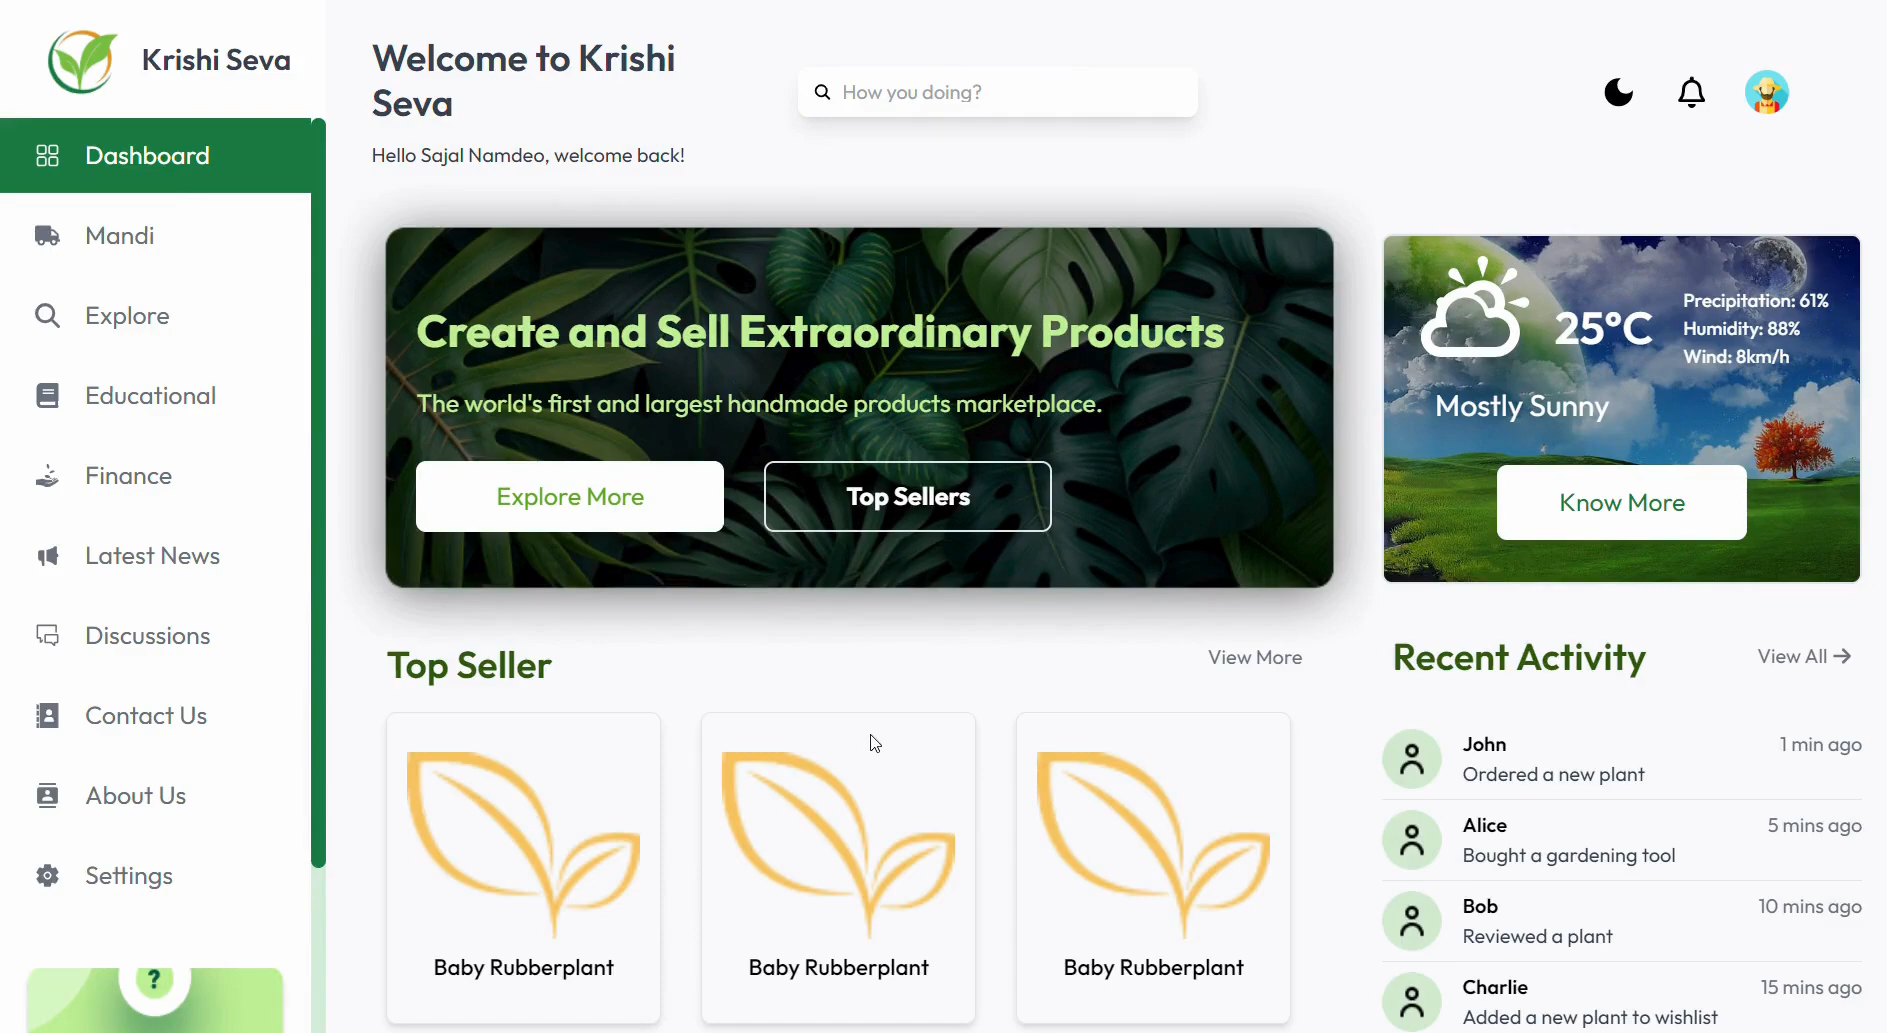 Krishi Seva
Dashboard
Mandi
Explore
Educational
Finance
Latest News
Discussions
Contact Us
About Us
Settings
?
Welcome to Krishi
Seva
Hello Sajal Namdeo, welcome back!
How you doing?
Create and Sell Extraordinary Products
The world's first and largest handmade products marketplace.
Explore More
Top Sellers
25°C
Precipitation: 61%
Humidity: 88%
Wind: 8km/h
Mostly Sunny
Know More
Top Seller
View More
Baby Rubberplant
Baby Rubberplant
Baby Rubberplant
Recent Activity
View All
John
1 min ago
Ordered a new plant
Alice
5 mins ago
Bought a gardening tool
Bob
10 mins ago
Reviewed a plant
Charlie
15 mins ago
Added a new plant to wishlist